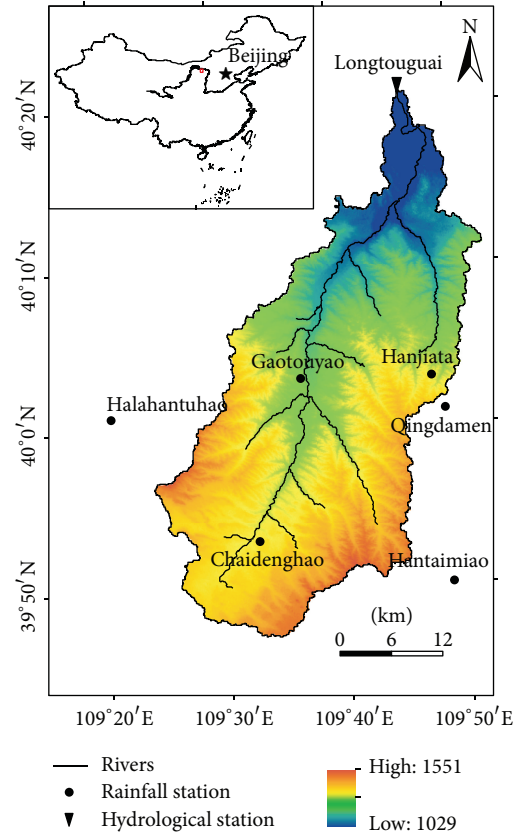 Beijing
N
Longtouguai
40°20′N
40°10′N
Gaotouyao
Hanjiata
Halahantuhao
Qingdamen
40°0′N
Chaidenghao
Hantaimiao
39°50′N
(km)
0 6 12
109°20′E 109°30′E 109°40′E 109°50′E
Rivers
Rainfall station
Hydrological station
High: 1551
Low: 1029